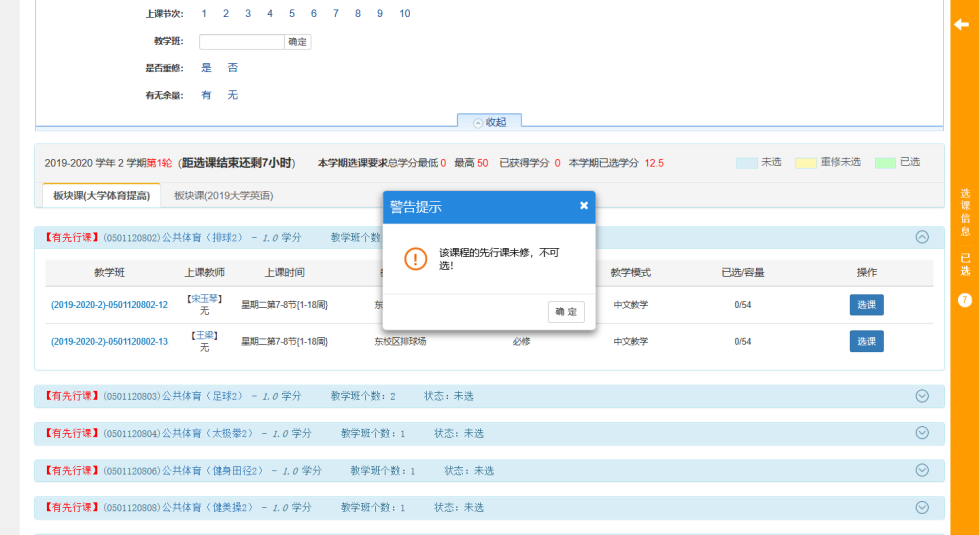 上课节次: 1 2 3 4 5 6 7 8 9 10
教学班: 确定
是否重修: 是 否
有无余量: 有 无
收起
2019-2020 学年 2 学期第1轮 (距选课结束还剩7小时) 本学期选课要求总学分最低 0 最高 50 已获得学分 0 本学期已选学分 12.5 未选 重修未选 已选
板块课(大学体育提高) 板块课(2019大学英语)
警告提示
该课程的先行课未修，不可
选!
确 定
【有先行课】(0501120802)公共体育（排球2） - 1.0 学分 教学班个数
教学班 上课教师 上课时间 教学模式 已选/容量 操作
(2019-2020-2)-0501120802-12 【宋玉琴】 星期二第7-8节{1-18周} 中文教学 0/54 选课
无
(2019-2020-2)-0501120802-13 【王梁】 星期二第7-8节{1-18周} 东校区排球场 必修 中文教学 0/54 选课
无
【有先行课】(0501120803)公共体育（足球2） - 1.0 学分 教学班个数: 2 状态: 未选
【有先行课】(0501120804)公共体育（太极拳2） - 1.0 学分 教学班个数: 1 状态: 未选
【有先行课】(0501120806)公共体育（健身田径2） - 1.0 学分 教学班个数: 1 状态: 未选
【有先行课】(0501120808)公共体育（健美操2） - 1.0 学分 教学班个数: 1 状态: 未选
选课信息 已选 7